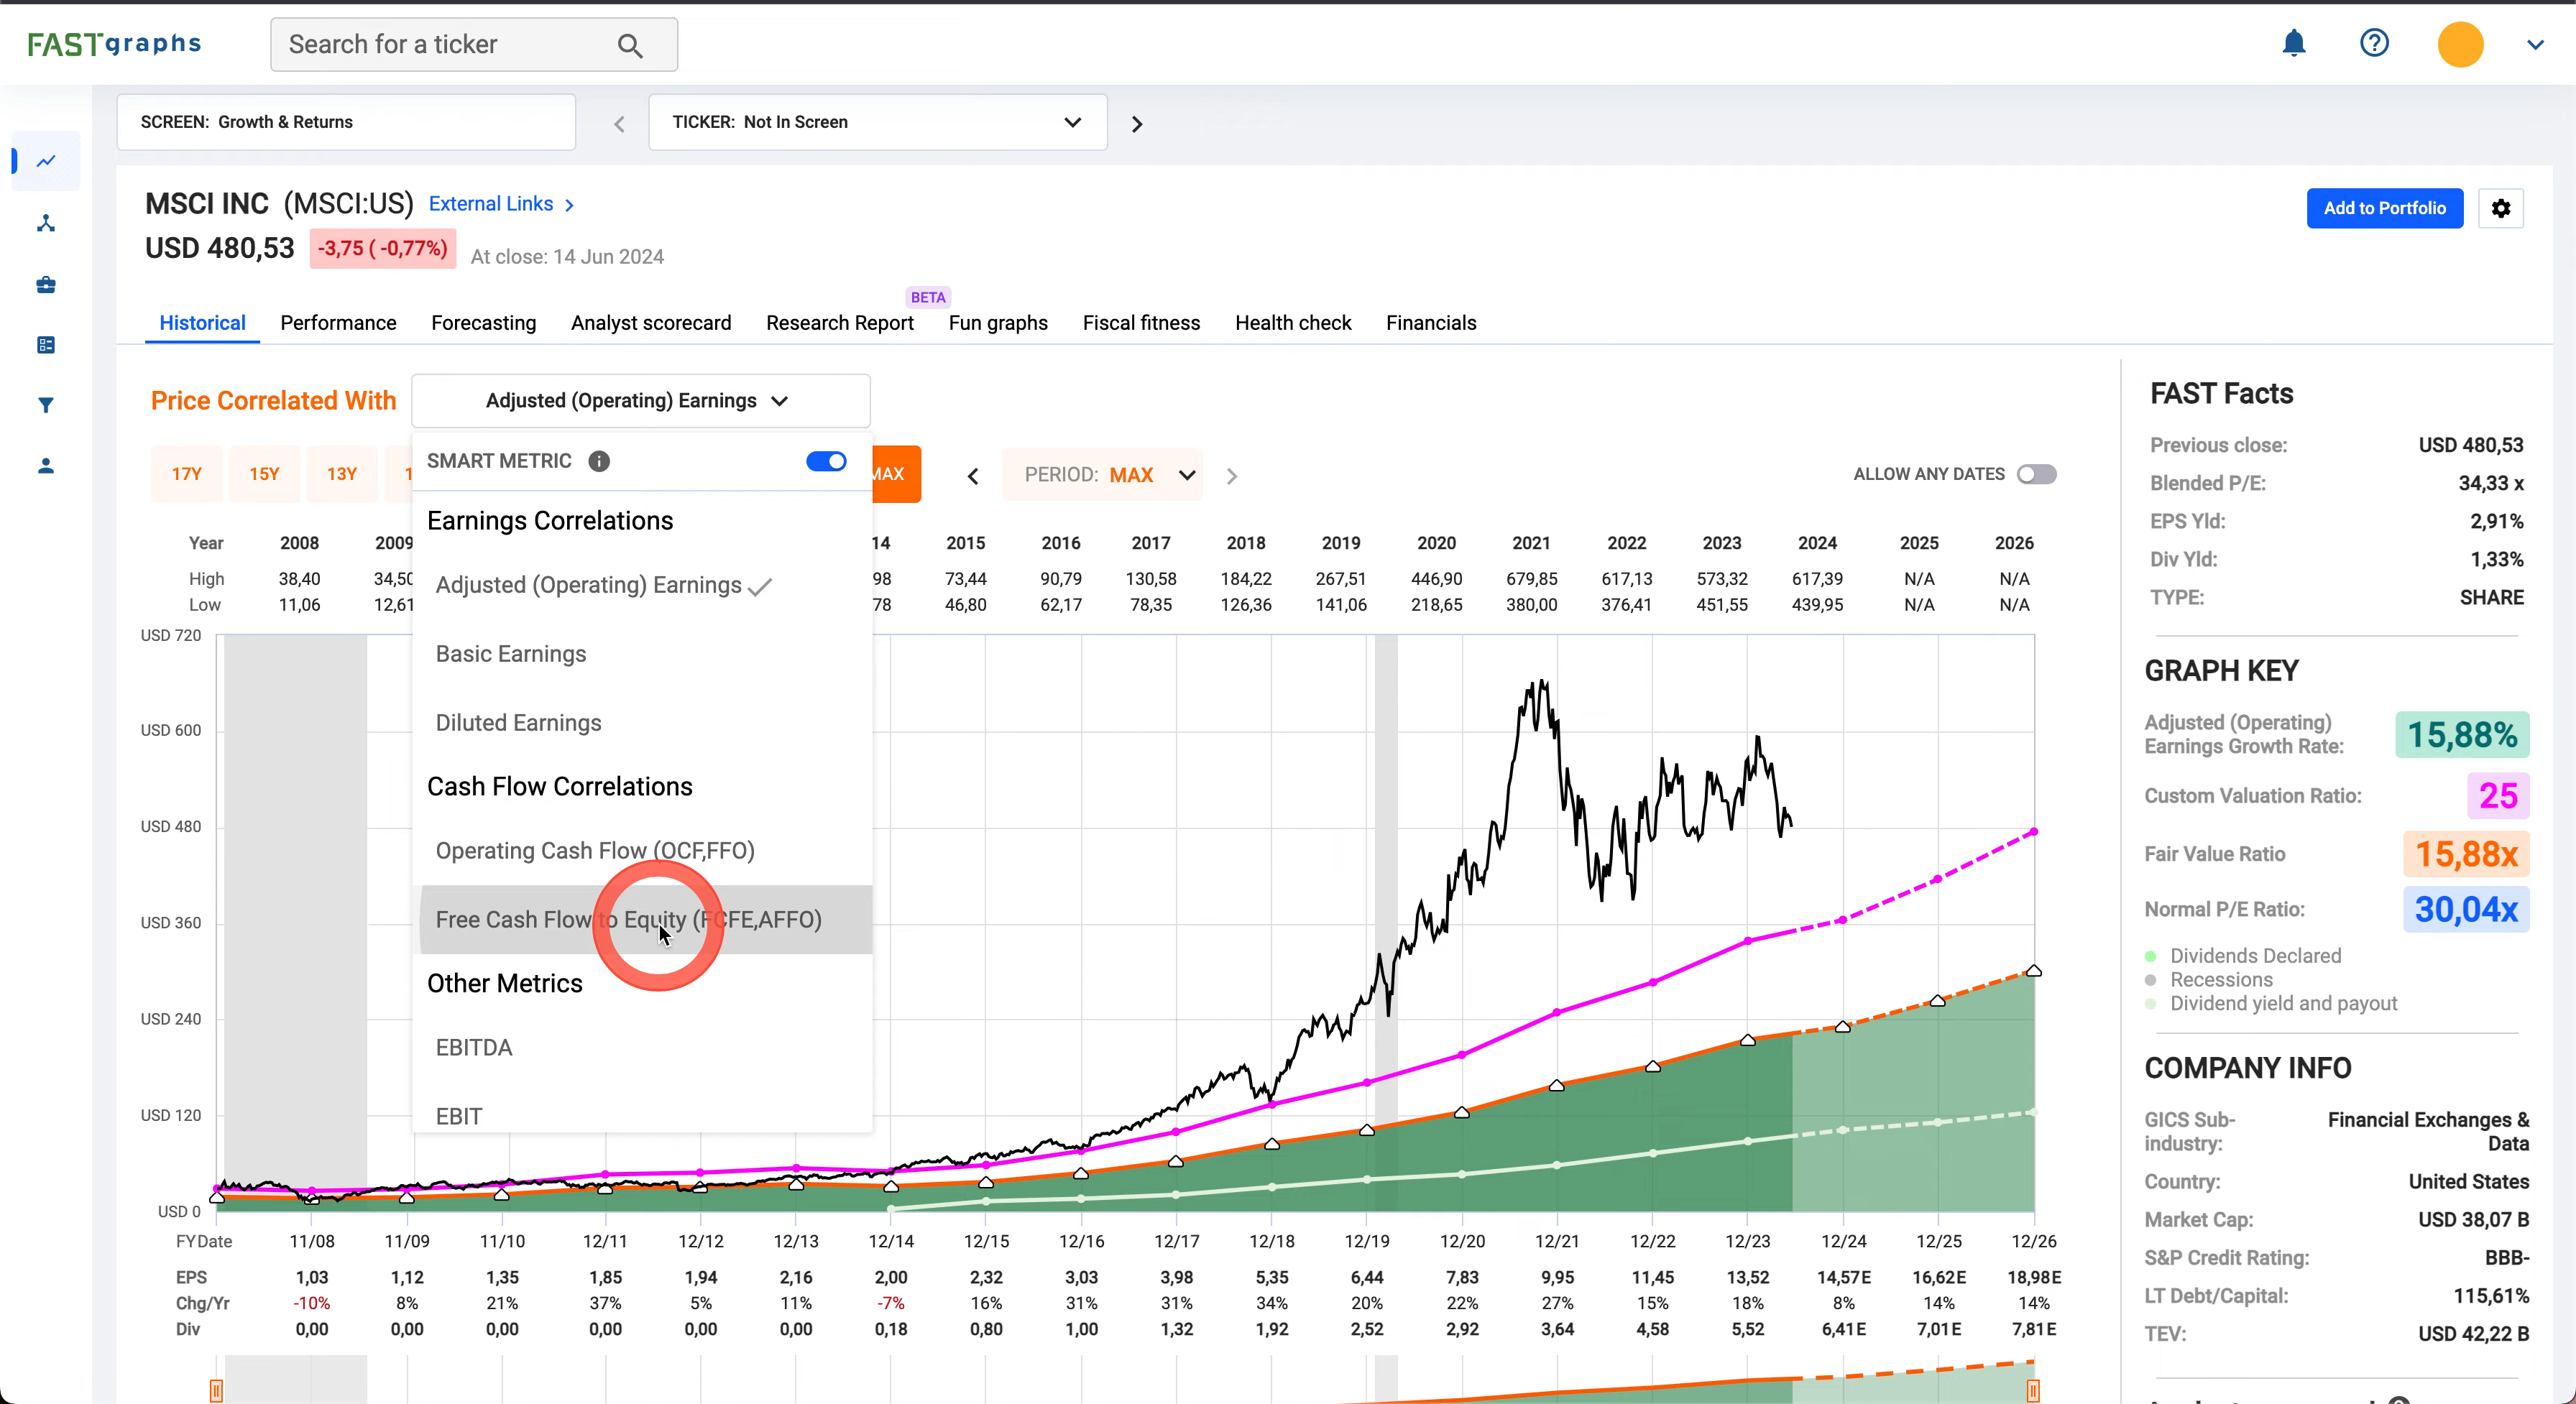 FASTgraphs
Search for a ticker
SCREEN: Growth & Returns
TICKER: Not In Screen
MSCI INC (MSCI:US) External Links
USD 480,53 -3,75 ( -0,77%) At close: 14 Jun 2024
Add to Portfolio
BETA
Historical Performance Forecasting Analyst scorecard Research Report Fun graphs Fiscal fitness Health check Financials
Price Correlated With Adjusted (Operating) Earnings
17Y 15Y 13Y 1 MAX PERIOD: MAX ALLOW ANY DATES
SMART METRIC
Earnings Correlations
Adjusted (Operating) Earnings
Basic Earnings
Diluted Earnings
Cash Flow Correlations
Operating Cash Flow (OCF,FFO)
Free Cash Flow to Equity (FCFE,AFFO)
Other Metrics
EBITDA
EBIT
Year 2008 2009 14 2015 2016 2017 2018 2019 2020 2021 2022 2023 2024 2025 2026
High 38,40 34,50 98 73,44 90,79 130,58 184,22 267,51 446,90 679,85 617,13 573,32 617,39 N/A N/A
Low 11,06 12,61 78 46,80 62,17 78,35 126,36 141,06 218,65 380,00 376,41 451,55 439,95 N/A N/A
USD 720
USD 600
USD 480
USD 360
USD 240
USD 120
USD 0
FYDate 11/08 11/09 11/10 12/11 12/12 12/13 12/14 12/15 12/16 12/17 12/18 12/19 12/20 12/21 12/22 12/23 12/24 12/25 12/26
EPS 1,03 1,12 1,35 1,85 1,94 2,16 2,00 2,32 3,03 3,98 5,35 6,44 7,83 9,95 11,45 13,52 14,57E 16,62E 18,98E
Chg/Yr -10% 8% 21% 37% 5% 11% -7% 16% 31% 31% 34% 20% 22% 27% 15% 18% 8% 14% 14%
Div 0,00 0,00 0,00 0,00 0,00 0,00 0,18 0,80 1,00 1,32 1,92 2,52 2,92 3,64 4,58 5,52 6,41E 7,01E 7,81E
FAST Facts
Previous close: USD 480,53
Blended P/E: 34,33 x
EPS Yld: 2,91%
Div Yld: 1,33%
TYPE: SHARE
GRAPH KEY
Adjusted (Operating)
Earnings Growth Rate: 15,88%
Custom Valuation Ratio: 25
Fair Value Ratio 15,88x
Normal P/E Ratio: 30,04x
Dividends Declared
Recessions
Dividend yield and payout
COMPANY INFO
GICS Sub- Financial Exchanges &
industry: Data
Country: United States
Market Cap: USD 38,07 B
S&P Credit Rating: BBB-
LT Debt/Capital: 115,61%
TEV: USD 42,22 B